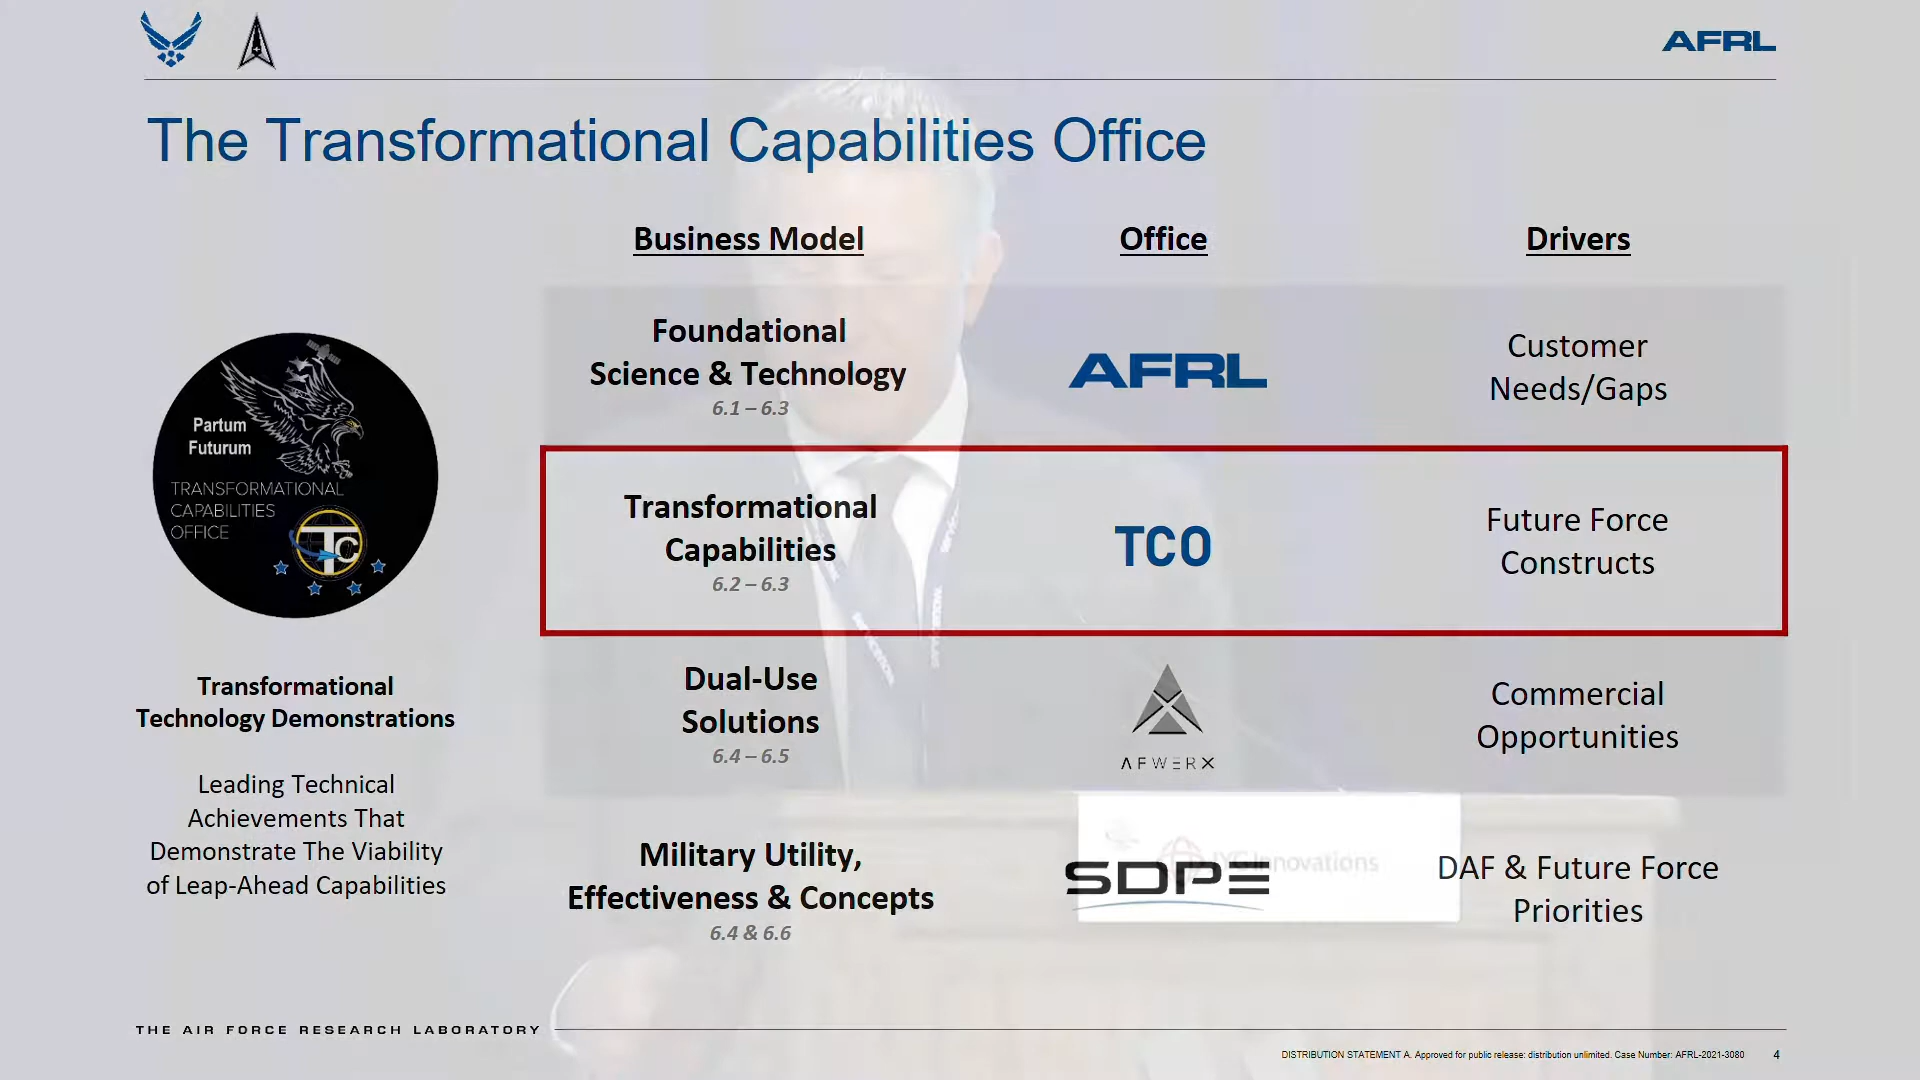 AFRL
The Transformational Capabilities Office
Business Model
Office
Drivers
Foundational
Science & Technology
6.1 – 6.3
AFRL
Customer
Needs/Gaps
Partum
Futurum
TRANSFORMATIONAL
CAPABILITIES
OFFICE
TC
Transformational
Capabilities
6.2 – 6.3
TCO
Future Force
Constructs
Transformational
Technology Demonstrations
Leading Technical
Achievements That
Demonstrate The Viability
of Leap-Ahead Capabilities
Dual-Use
Solutions
6.4 – 6.5
AFWERX
Commercial
Opportunities
Military Utility,
Effectiveness & Concepts
6.4 & 6.6
SDPE
Innovations
DAF & Future Force
Priorities
THE AIR FORCE RESEARCH LABORATORY
DISTRIBUTION STATEMENT A. Approved for public release: distribution unlimited. Case Number: AFRL-2021-3080
4